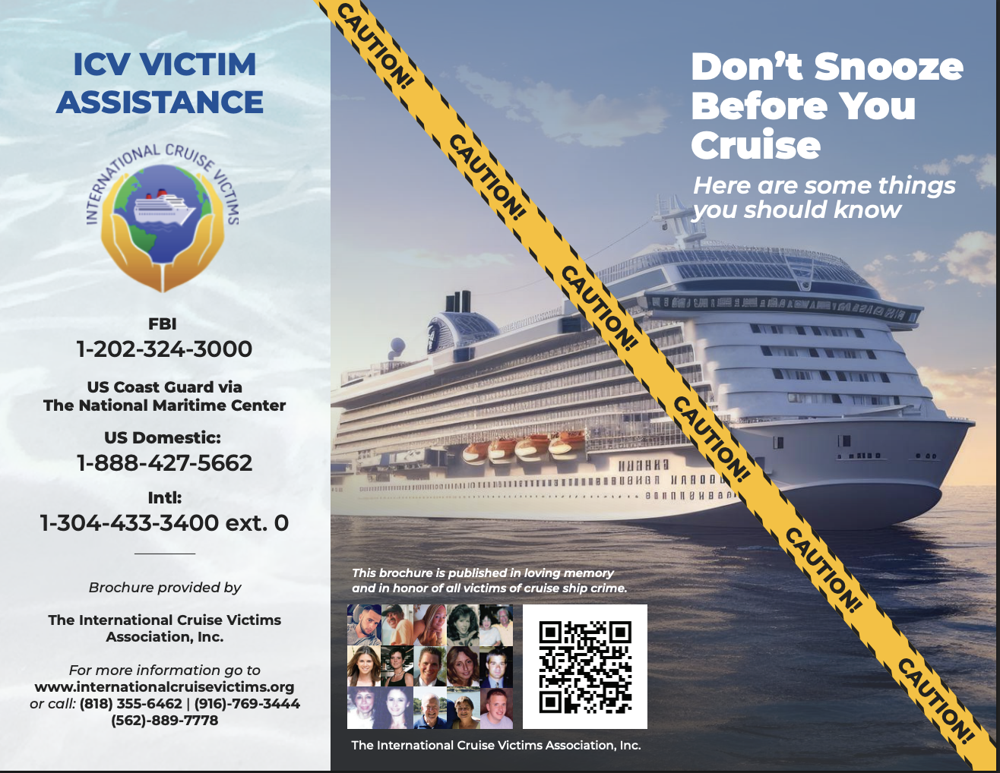 ICV VICTIM
ASSISTANCE
INTERNATIONAL CRUISE VICTIMS
FBI
1-202-324-3000
US Coast Guard via
The National Maritime Center
US Domestic:
1-888-427-5662
Intl:
1-304-433-3400 ext. 0
Brochure provided by
The International Cruise Victims
Association, Inc.
For more information go to
www.internationalcruisevictims.org
or call: (818) 355-6462 | (916)-769-3444
(562)-889-7778
CAUTION!
CAUTION!
CAUTION!
CAUTION!
CAUTION!
CAUTION!
This brochure is published in loving memory
and in honor of all victims of cruise ship crime.
The International Cruise Victims Association, Inc.
Don't Snooze
Before You
Cruise
Here are some things
you should know